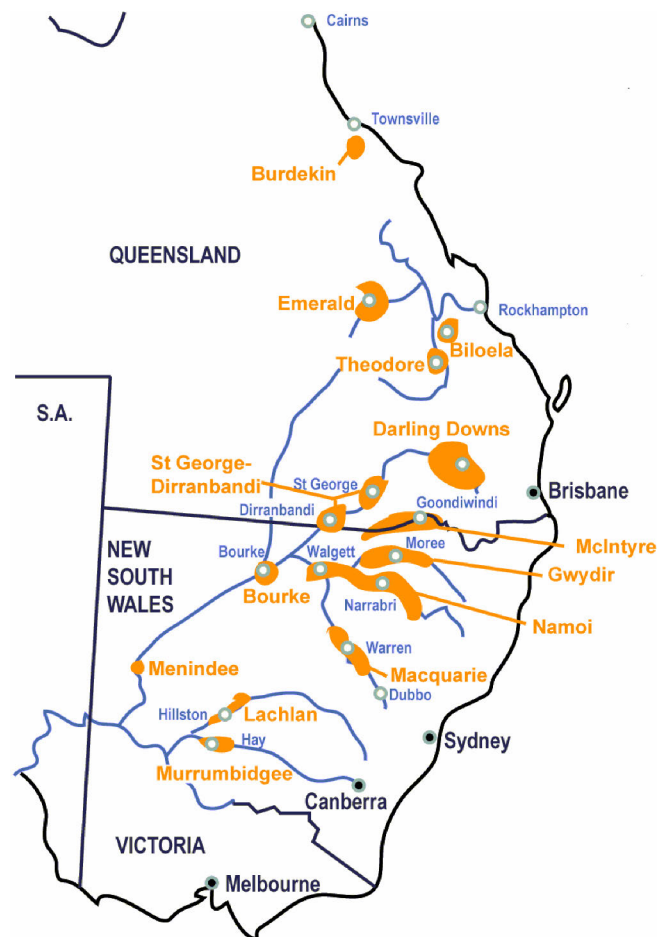 Cairns
Townsville
Burdekin
QUEENSLAND
Emerald
Rockhampton
Biloela
Theodore
S.A.
Darling Downs
St George-
Dirranbandi
St George
Goondiwindi
Brisbane
Dirranbandi
McIntyre
NEW
SOUTH
WALES
Bourke
Walgett
Moree
Gwydir
Bourke
Narrabri
Namoi
Warren
Menindee
Macquarie
Dubbo
Hillston
Lachlan
Hay
Sydney
Murrumbidgee
Canberra
VICTORIA
Melbourne